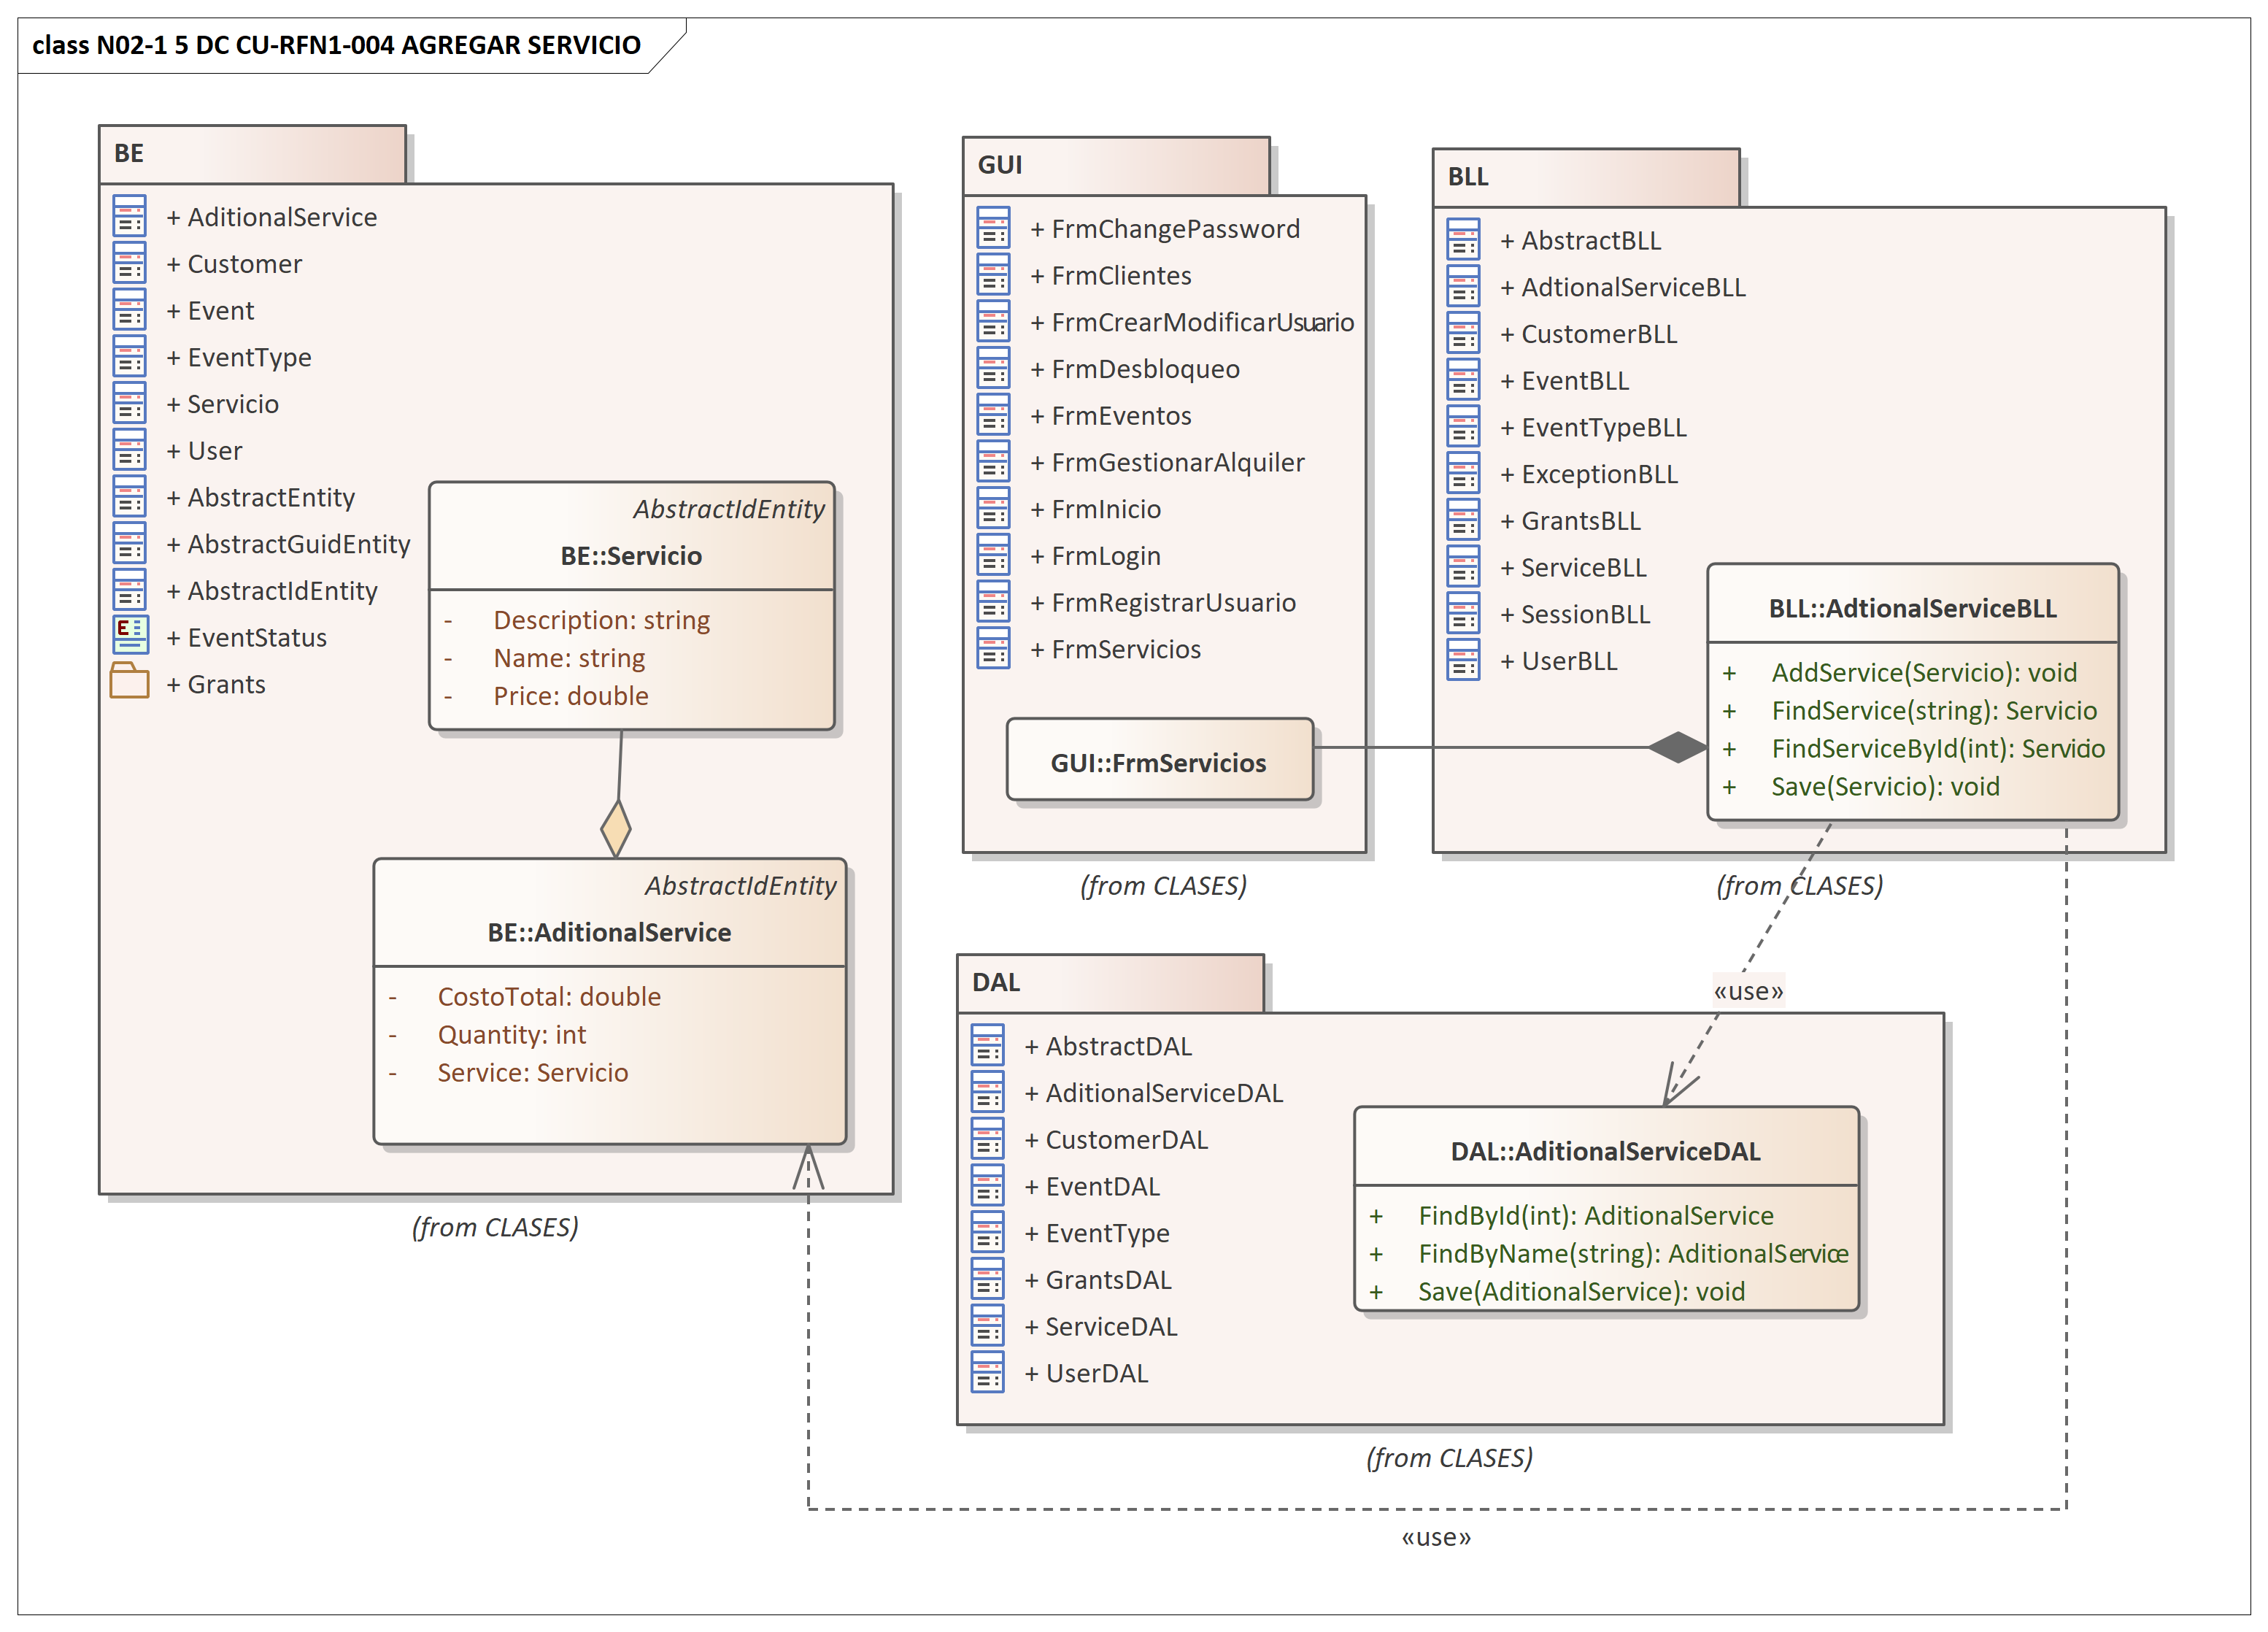 class N02-1 5 DC CU-RFN1-004 AGREGAR SERVICIO
BE
+ AditionalService
+ Customer
+ Event
+ EventType
+ Servicio
+ User
+ AbstractEntity
+ AbstractGuidEntity
+ AbstractIdEntity
+ EventStatus
+ Grants
AbstractIdEntity
BE::Servicio
- Description: string
- Name: string
- Price: double
AbstractIdEntity
BE::AditionalService
- CostoTotal: double
- Quantity: int
- Service: Servicio
(from CLASES)
GUI
+ FrmChangePassword
+ FrmClientes
+ FrmCrearModificarUsuario
+ FrmDesbloqueo
+ FrmEventos
+ FrmGestionarAlquiler
+ FrmInicio
+ FrmLogin
+ FrmRegistrarUsuario
+ FrmServicios
GUI::FrmServicios
(from CLASES)
BLL
+ AbstractBLL
+ AdtionalServiceBLL
+ CustomerBLL
+ EventBLL
+ EventTypeBLL
+ ExceptionBLL
+ GrantsBLL
+ ServiceBLL
+ SessionBLL
+ UserBLL
BLL::AdtionalServiceBLL
+ AddService(Servicio): void
+ FindService(string): Servicio
+ FindServiceById(int): Servicio
+ Save(Servicio): void
(from CLASES)
«use»
DAL
+ AbstractDAL
+ AditionalServiceDAL
+ CustomerDAL
+ EventDAL
+ EventType
+ GrantsDAL
+ ServiceDAL
+ UserDAL
DAL::AditionalServiceDAL
+ FindById(int): AditionalService
+ FindByName(string): AditionalService
+ Save(AditionalService): void
(from CLASES)
«use»